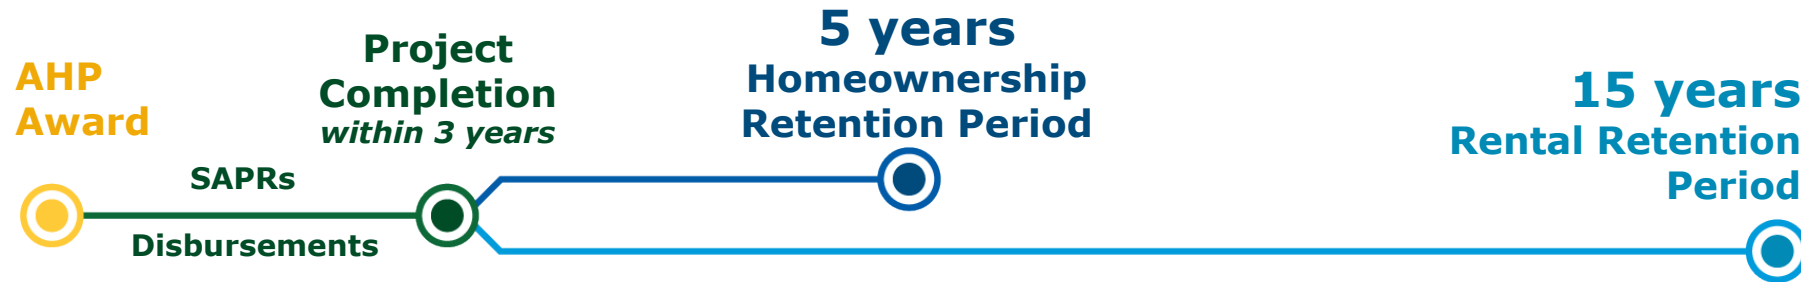 AHP
Award
Project
Completion
within 3 years
SAPRs
Disbursements
5 years
Homeownership
Retention Period
15 years
Rental Retention
Period